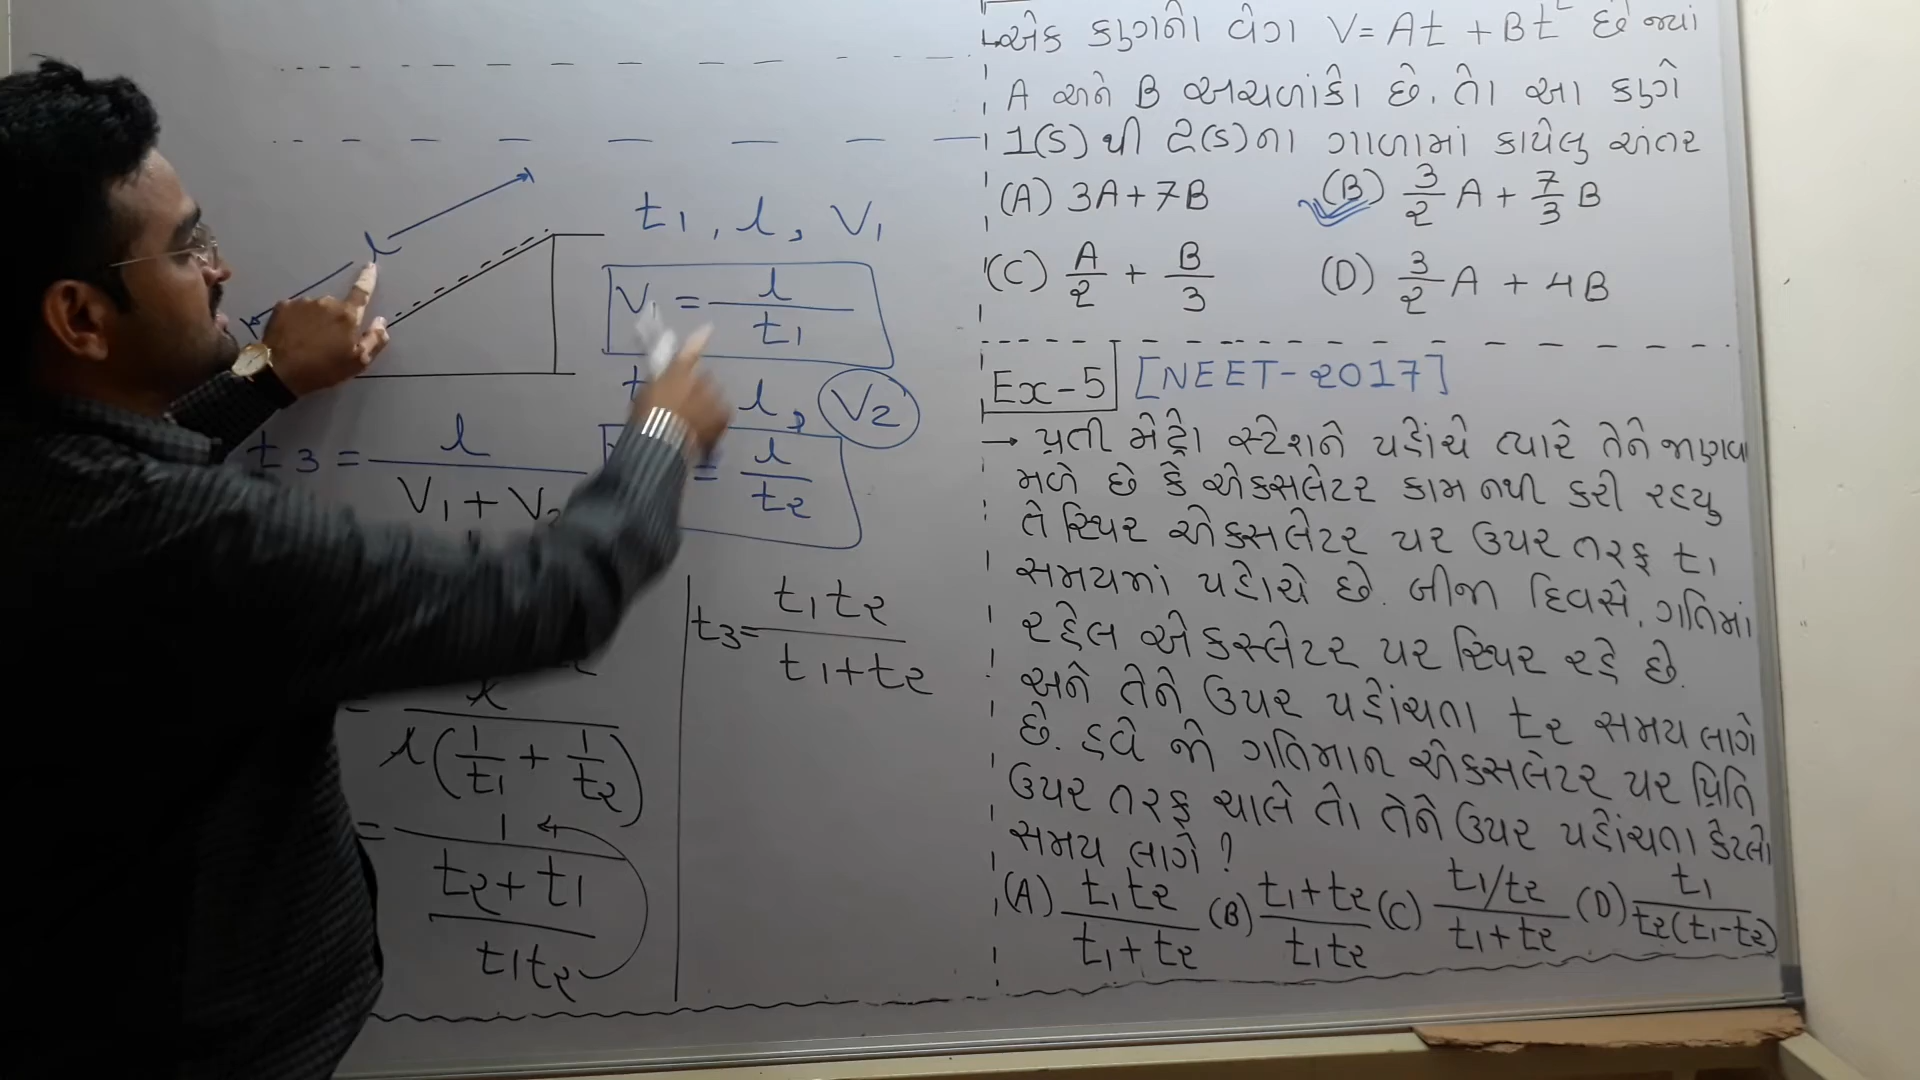 t1 , l , V1
V1 = l / t1
l , V2
= l / t2
t3 = l / V1 + V2
= l / l ( 1/t1 + 1/t2 )
= 1 / t2 + t1 / t1t2
t3 = t1t2 / t1+t2
→ એક કણનો વેગ V = At + Bt² છે જ્યાં
A અને B અચળાંકો છે. તો આ કણે
1(s) થી 2(s)ના ગાળામાં કાપેલુ અંતર
(A) 3A+7B (B) 3/2 A + 7/3 B
(C) A/2 + B/3 (D) 3/2 A + 4B
Ex-5 [NEET-2017]
→ પ્રતી મેટ્રો સ્ટેશને પહોંચે ત્યારે તેને જાણવા
મળે છે કે એક્સલેટર કામ નથી કરી રહ્યુ
તે સ્થિર એક્સલેટર પર ઉપર તરફ t1
સમયમાં પહોચે છે. બીજા દિવસે, ગતિમાં
રહેલ એક્સ્લેટર પર સ્થિર રહે છે.
અને તેને ઉપર પહોંચતા t2 સમય લાગે
છે. હવે જો ગતિમાન એક્સલેટર પર પ્રિતિ
ઉપર તરફ ચાલે તો તેને ઉપર પહોંચતા કેટલો
સમય લાગે ?
(A) t1t2 / t1+t2 (B) t1+t2 / t1t2 (C) t1/t2 / t1+t2 (D) t1 / t2(t1-t2)